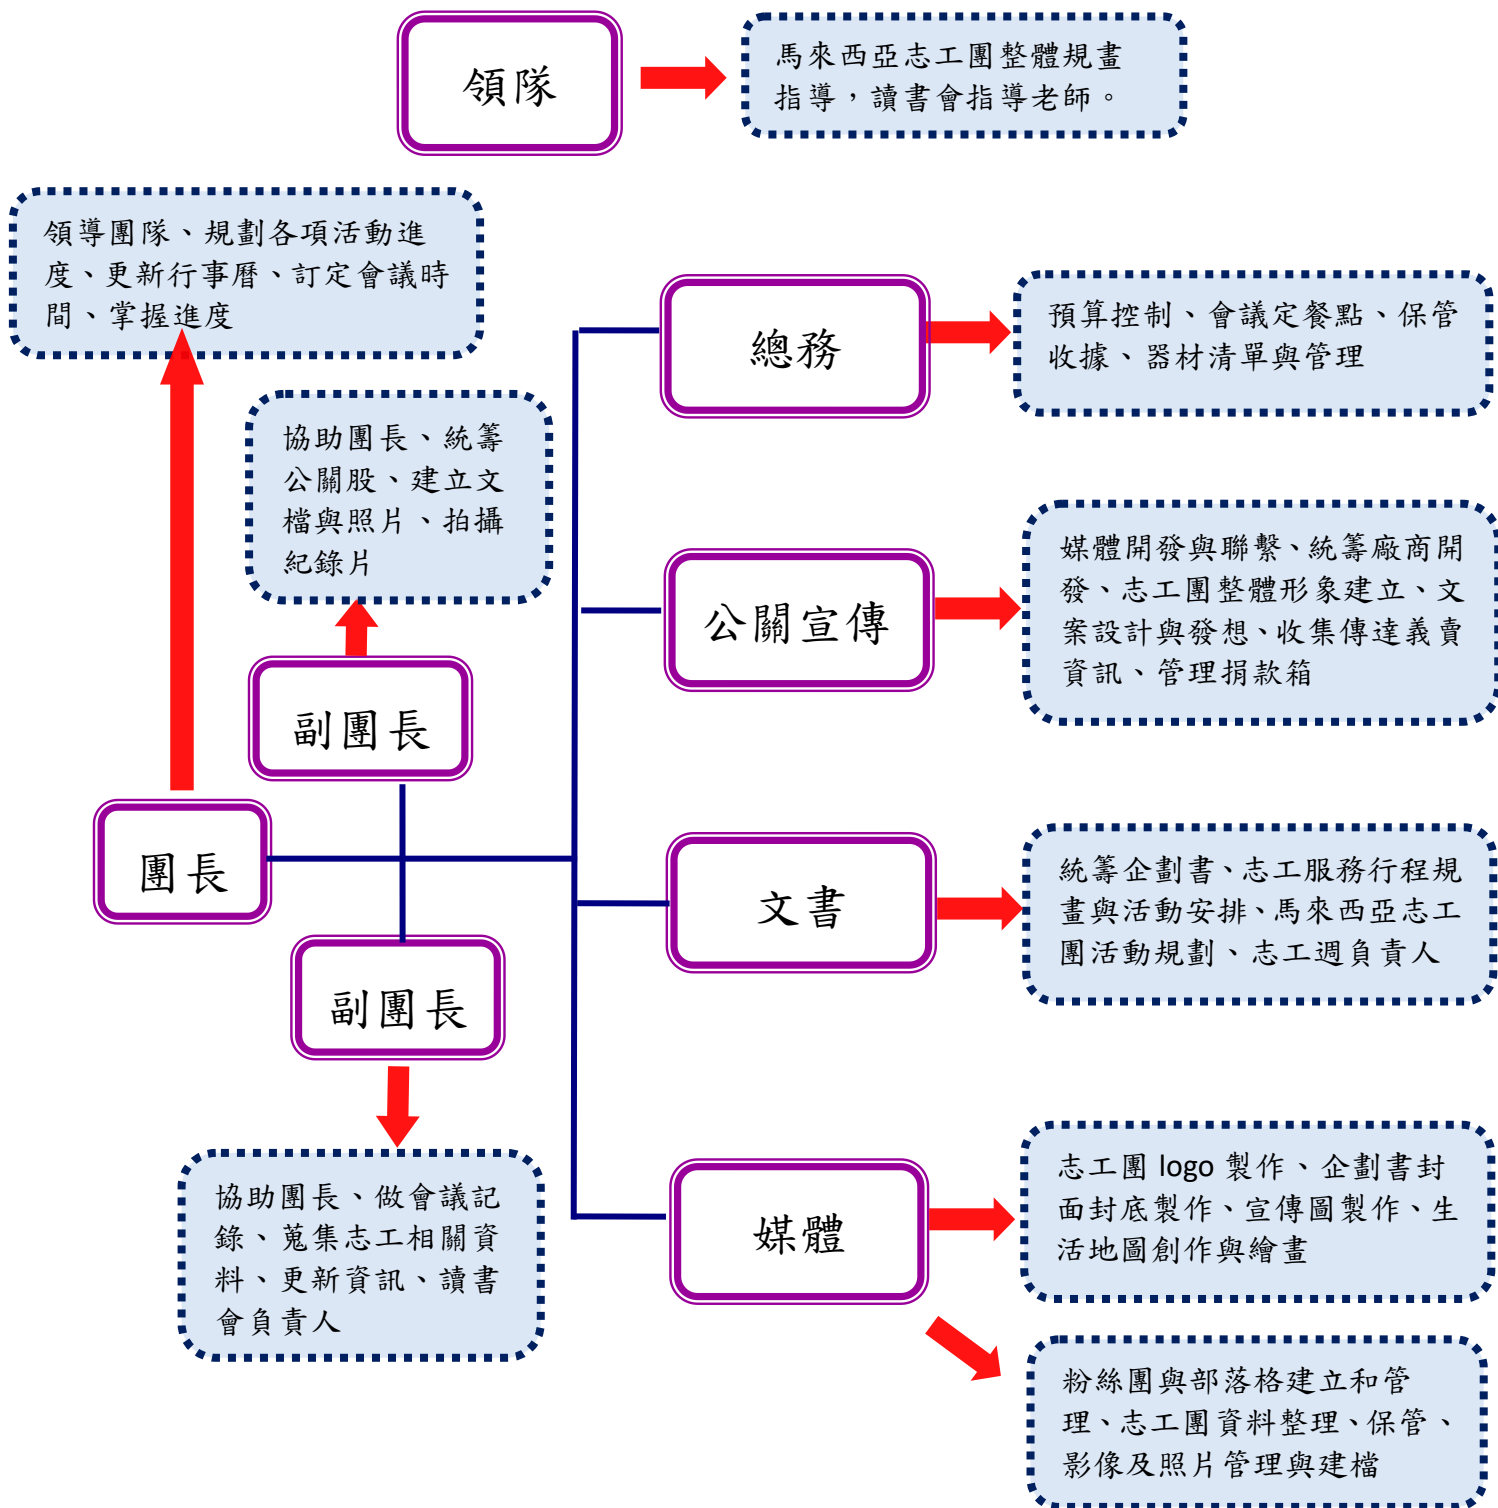 領隊
馬來西亞志工團整體規畫
指導，讀書會指導老師。
領導團隊、規劃各項活動進
度、更新行事曆、訂定會議時
間、掌握進度
協助團長、統籌
公關股、建立文
檔與照片、拍攝
紀錄片
副團長
團長
副團長
協助團長、做會議記
錄、蒐集志工相關資
料、更新資訊、讀書
會負責人
總務
預算控制、會議定餐點、保管
收據、器材清單與管理
公關宣傳
媒體開發與聯繫、統籌廠商開
發、志工團整體形象建立、文
案設計與發想、收集傳達義賣
資訊、管理捐款箱
文書
統籌企劃書、志工服務行程規
畫與活動安排、馬來西亞志工
團活動規劃、志工週負責人
媒體
志工團 logo 製作、企劃書封
面封底製作、宣傳圖製作、生
活地圖創作與繪畫
粉絲團與部落格建立和管
理、志工團資料整理、保管、
影像及照片管理與建檔